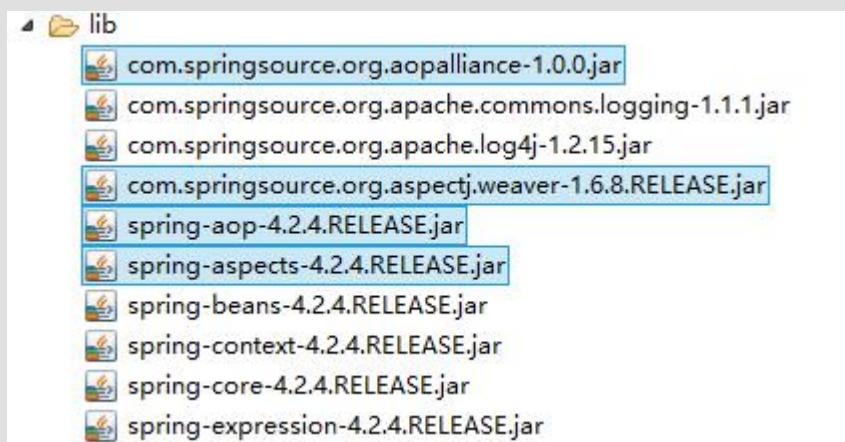 lib
com.springsource.org.aopalliance-1.0.0.jar
com.springsource.org.apache.commons.logging-1.1.1.jar
com.springsource.org.apache.log4j-1.2.15.jar
com.springsource.org.aspectj.weaver-1.6.8.RELEASE.jar
spring-aop-4.2.4.RELEASE.jar
spring-aspects-4.2.4.RELEASE.jar
spring-beans-4.2.4.RELEASE.jar
spring-context-4.2.4.RELEASE.jar
spring-core-4.2.4.RELEASE.jar
spring-expression-4.2.4.RELEASE.jar